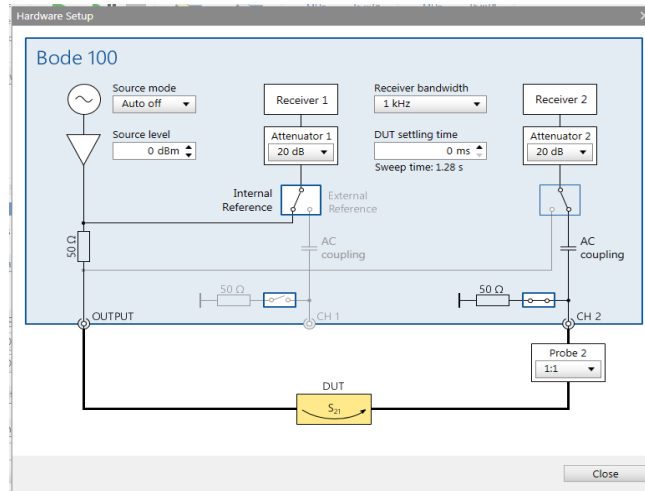 Hardware Setup
Bode 100
Source mode
Auto off
Source level
0 dBm
Receiver 1
Attenuator 1
20 dB
Receiver bandwidth
1 kHz
DUT settling time
0 ms
Sweep time: 1.28 s
Receiver 2
Attenuator 2
20 dB
Internal
Reference
External
Reference
50 Ω
AC
coupling
AC
coupling
50 Ω
50 Ω
OUTPUT
CH 1
CH 2
Probe 2
1:1
DUT
S21
Close